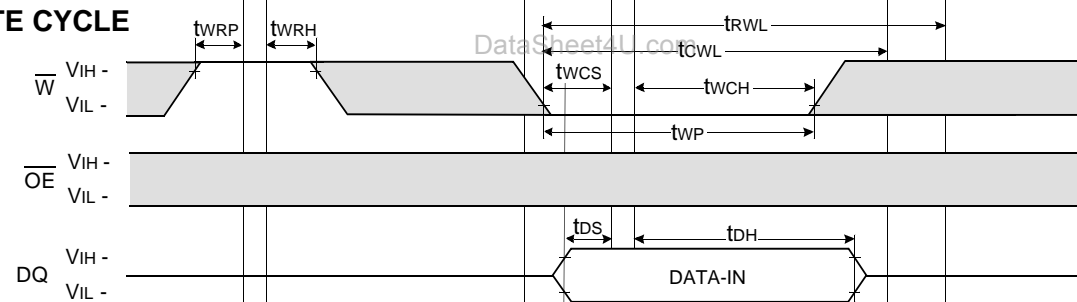 TE CYCLE
tWRP
tWRH
tRWL
DataSheet4U.com
tCWL
tWCS
tWCH
tWP
W
VIH -
VIL -
OE
VIH -
VIL -
tDS
tDH
DQ
VIH -
VIL -
DATA-IN